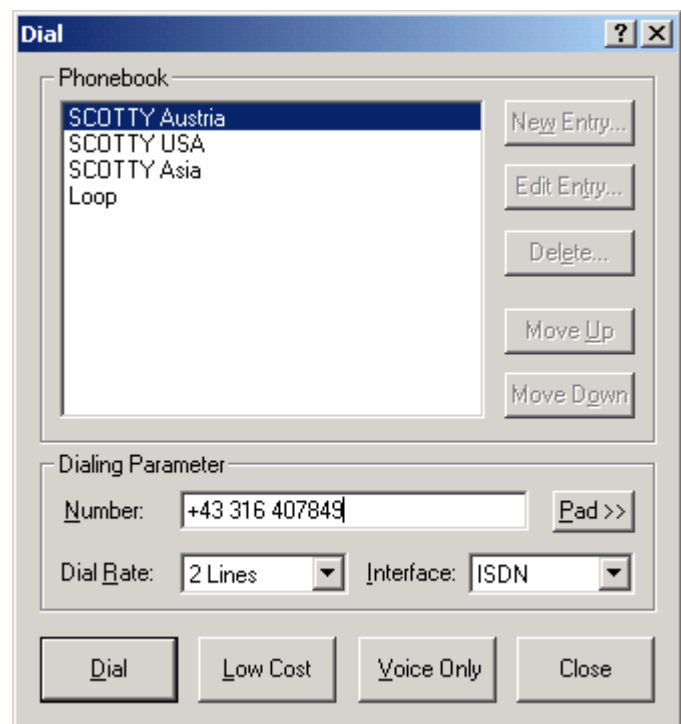 Dial
Phonebook
SCOTTY Austria
SCOTTY USA
SCOTTY Asia
Loop
New Entry...
Edit Entry...
Delete...
Move Up
Move Down
Dialing Parameter
Number: +43 316 407849 Pad >>
Dial Rate: 2 Lines Interface: ISDN
Dial Low Cost Voice Only Close